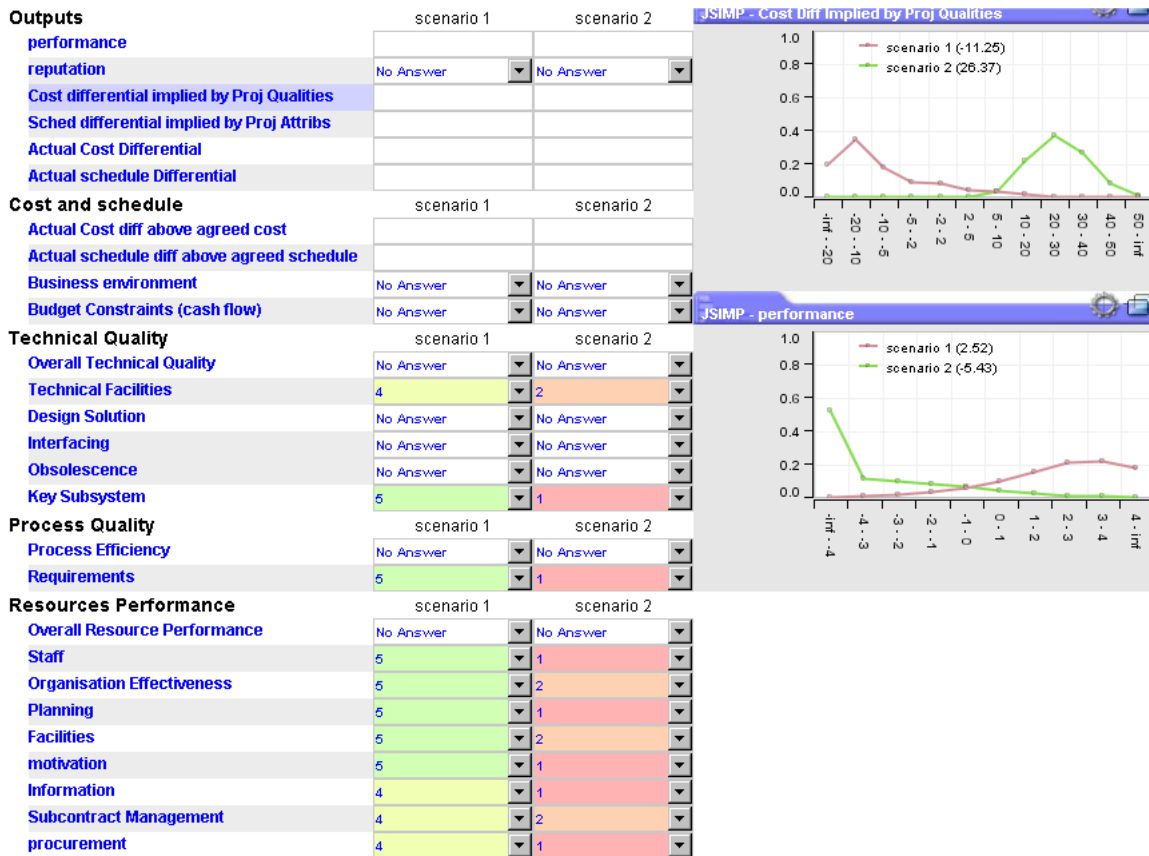 Outputs scenario 1 scenario 2
performance
reputation No Answer No Answer
Cost differential implied by Proj Qualities
Sched differential implied by Proj Attribs
Actual Cost Differential
Actual schedule Differential
Cost and schedule scenario 1 scenario 2
Actual Cost diff above agreed cost
Actual schedule diff above agreed schedule
Business environment No Answer No Answer
Budget Constraints (cash flow) No Answer No Answer
Technical Quality scenario 1 scenario 2
Overall Technical Quality No Answer No Answer
Technical Facilities 4 2
Design Solution No Answer No Answer
Interfacing No Answer No Answer
Obsolescence No Answer No Answer
Key Subsystem 5 1
Process Quality scenario 1 scenario 2
Process Efficiency No Answer No Answer
Requirements 5 1
Resources Performance scenario 1 scenario 2
Overall Resource Performance No Answer No Answer
Staff 5 1
Organisation Effectiveness 5 2
Planning 5 1
Facilities 5 2
motivation 5 1
Information 4 1
Subcontract Management 4 2
procurement 4 1
JSIMP - Cost Diff Implied by Proj Qualities
scenario 1 (-11.25)
scenario 2 (26.37)
1.0
0.8
0.6
0.4
0.2
0.0
-inf - -20
-20 - -10
-10 - -5
-5 - -2
-2 - 2
2 - 5
5 - 10
10 - 20
20 - 30
30 - 40
40 - 50
50 - inf
JSIMP - performance
scenario 1 (2.52)
scenario 2 (-5.43)
1.0
0.8
0.6
0.4
0.2
0.0
-inf - -4
-4 - -3
-3 - -2
-2 - -1
-1 - 0
0 - 1
1 - 2
2 - 3
3 - 4
4 - inf